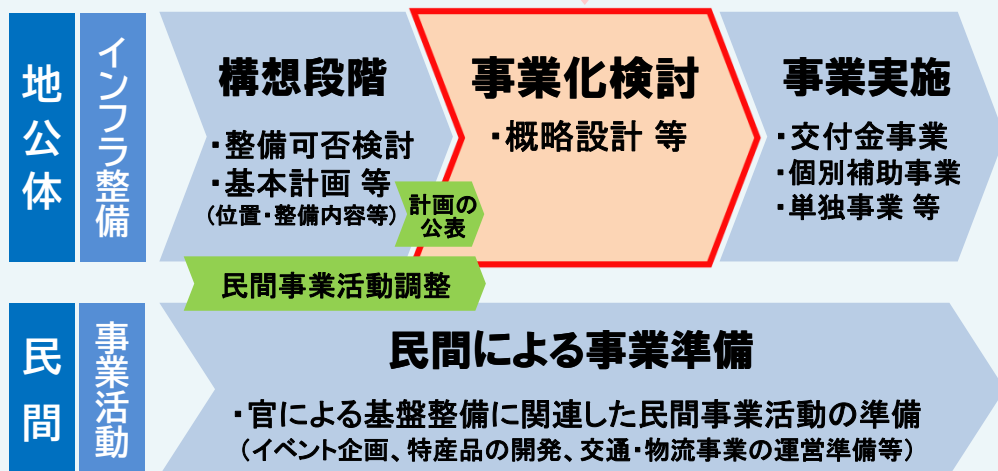 地公体
インフラ整備
構想段階
・整備可否検討
・基本計画 等
（位置・整備内容等）
計画の
公表
事業化検討
・概略設計 等
事業実施
・交付金事業
・個別補助事業
・単独事業 等
民間事業活動調整
民間
事業活動
民間による事業準備
・官による基盤整備に関連した民間事業活動の準備
（イベント企画、特産品の開発、交通・物流事業の運営準備等）